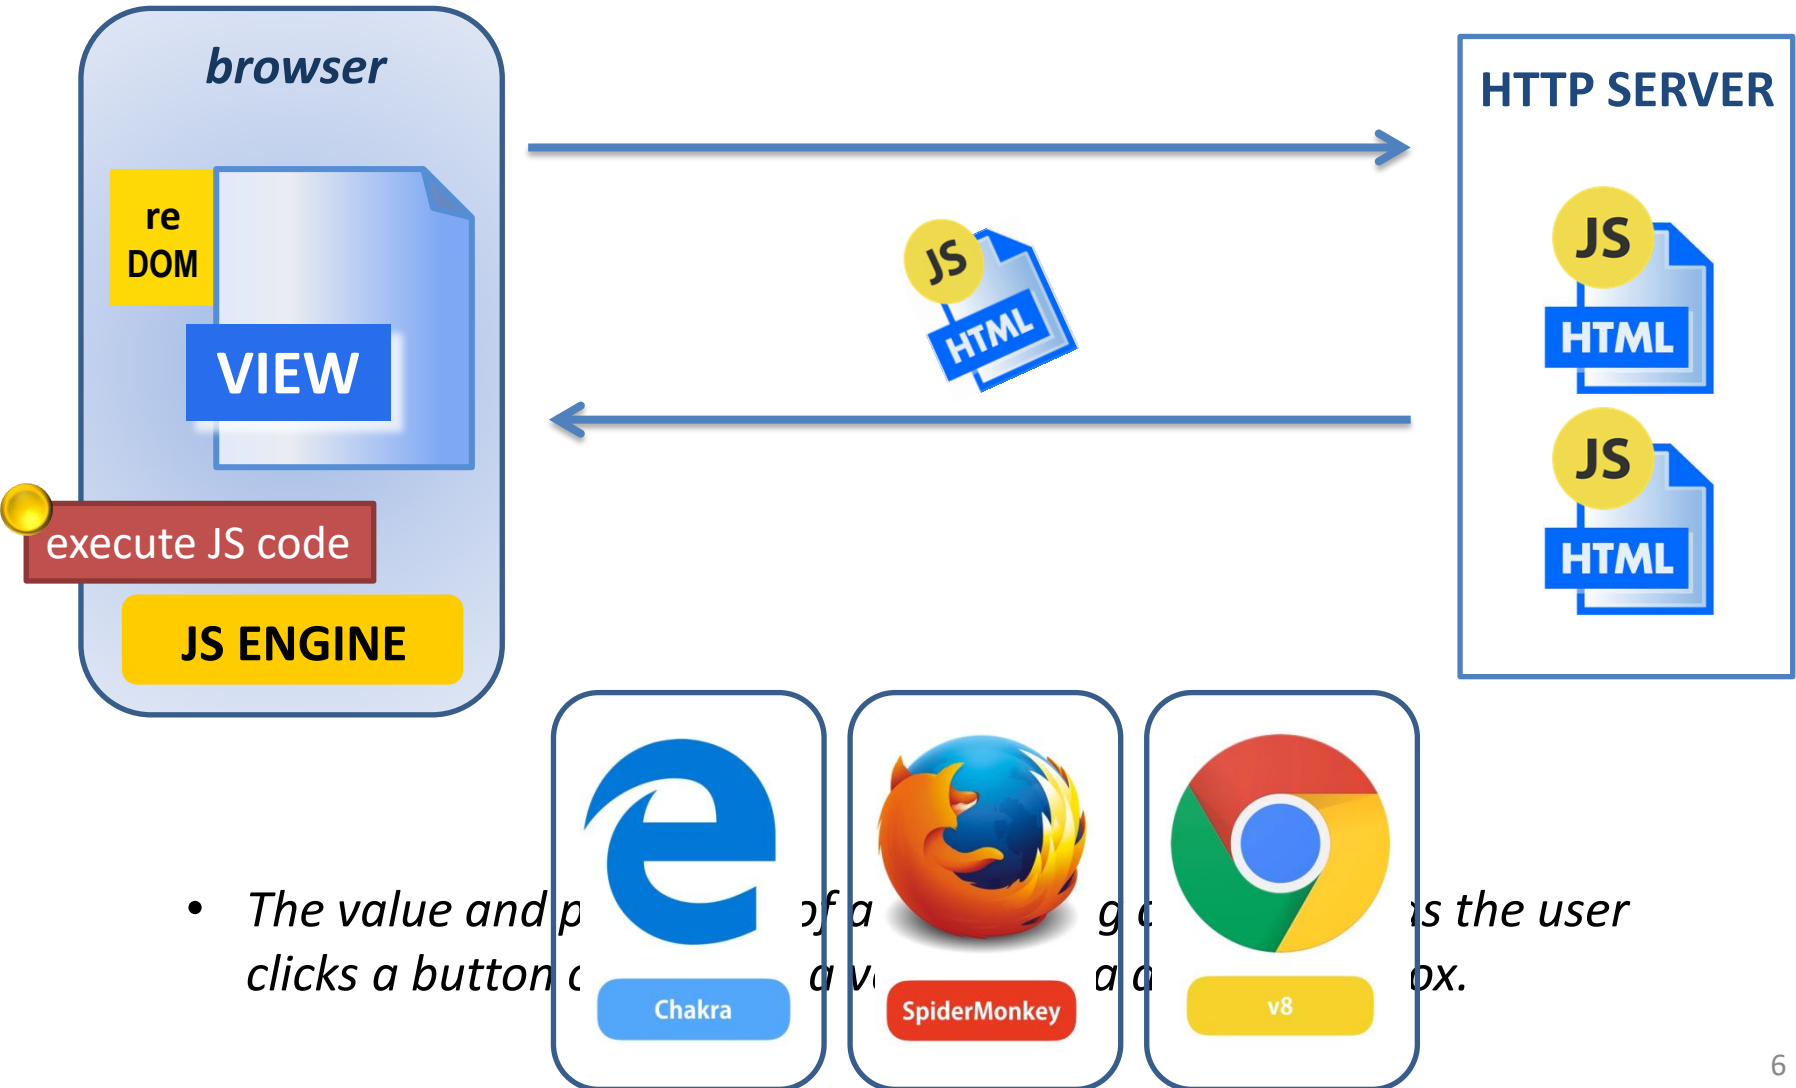 browser
HTTP SERVER
re
DOM
VIEW
execute JS code
JS ENGINE
JS
HTML
JS
HTML
JS
HTML
• The value and of a as the user
clicks a button a a
Chakra
SpiderMonkey
v8
6